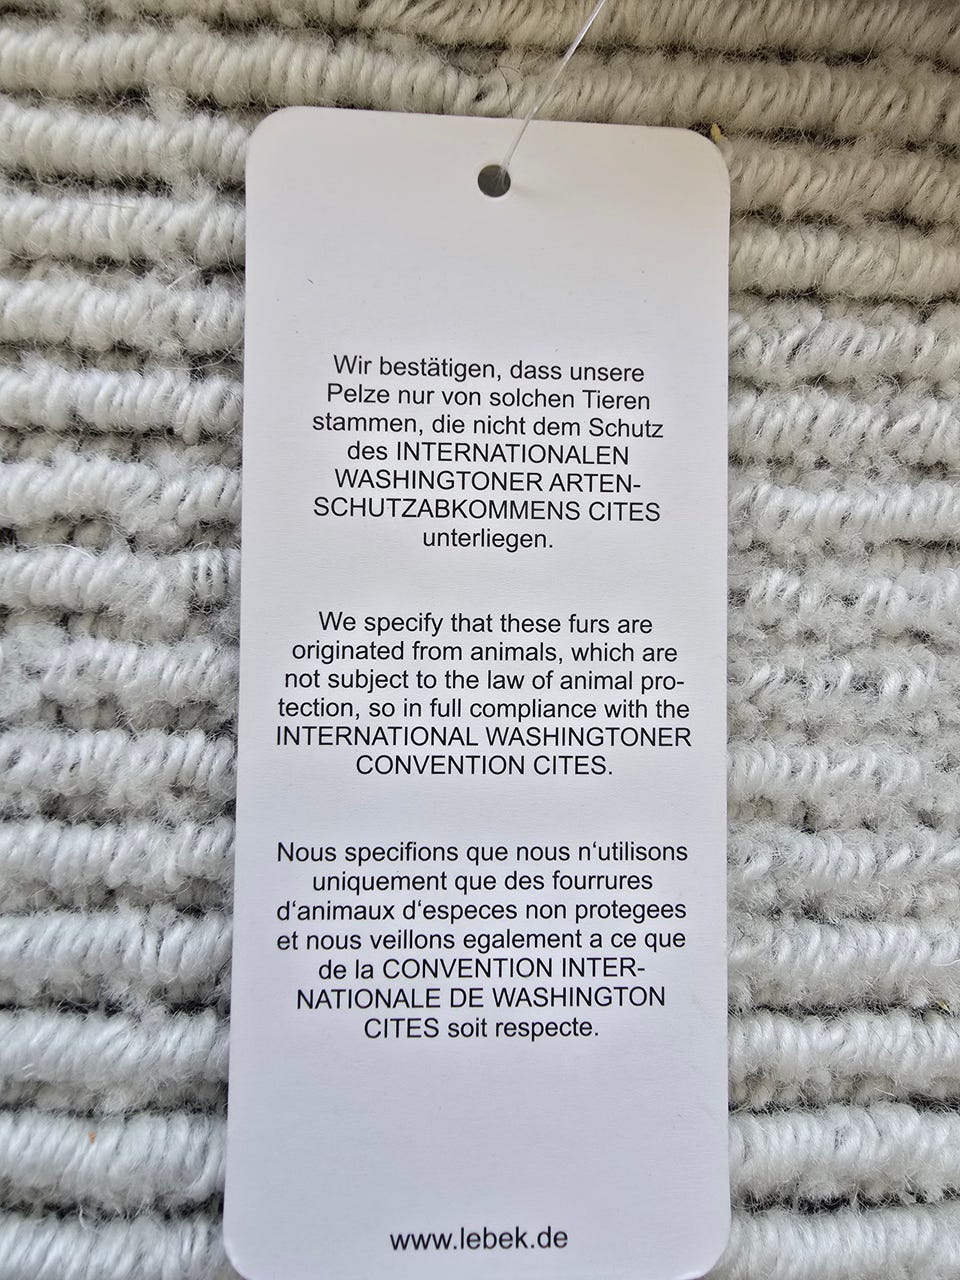 Wir bestätigen, dass unsere
Pelze nur von solchen Tieren
stammen, die nicht dem Schutz
des INTERNATIONALEN
WASHINGTONER ARTEN-
SCHUTZABKOMMENS CITES
unterliegen.
We specify that these furs are
originated from animals, which are
not subject to the law of animal pro-
tection, so in full compliance with the
INTERNATIONAL WASHINGTONER
CONVENTION CITES.
Nous specifions que nous n‘utilisons
uniquement que des fourrures
d‘animaux d‘especes non protegees
et nous veillons egalement a ce que
de la CONVENTION INTER-
NATIONALE DE WASHINGTON
CITES soit respecte.
www.lebek.de